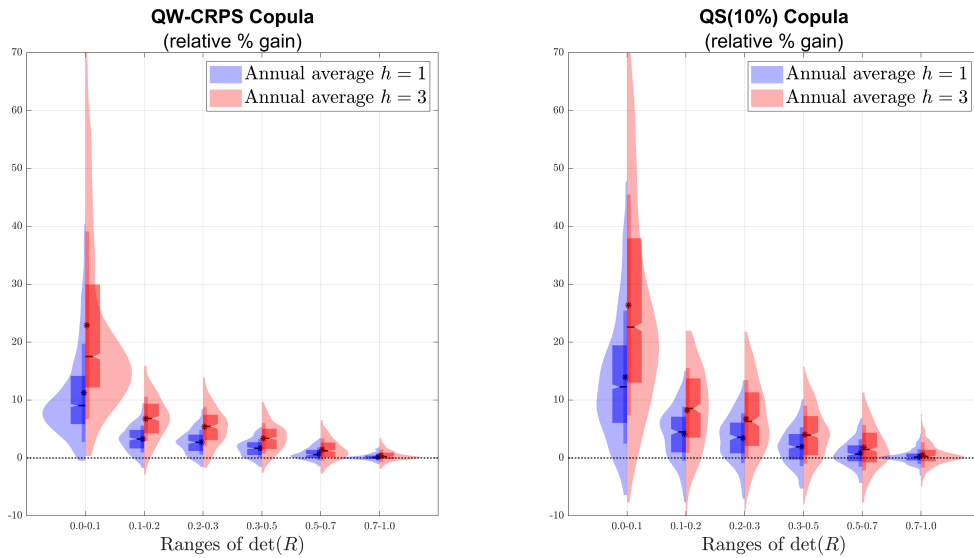 QW-CRPS Copula
(relative % gain)
70
60
50
40
30
20
10
0
-10
Annual average h = 1
Annual average h = 3
0.0-0.1 0.1-0.2 0.2-0.3 0.3-0.5 0.5-0.7 0.7-1.0
Ranges of det(R)
QS(10%) Copula
(relative % gain)
70
60
50
40
30
20
10
0
-10
Annual average h = 1
Annual average h = 3
0.0-0.1 0.1-0.2 0.2-0.3 0.3-0.5 0.5-0.7 0.7-1.0
Ranges of det(R)